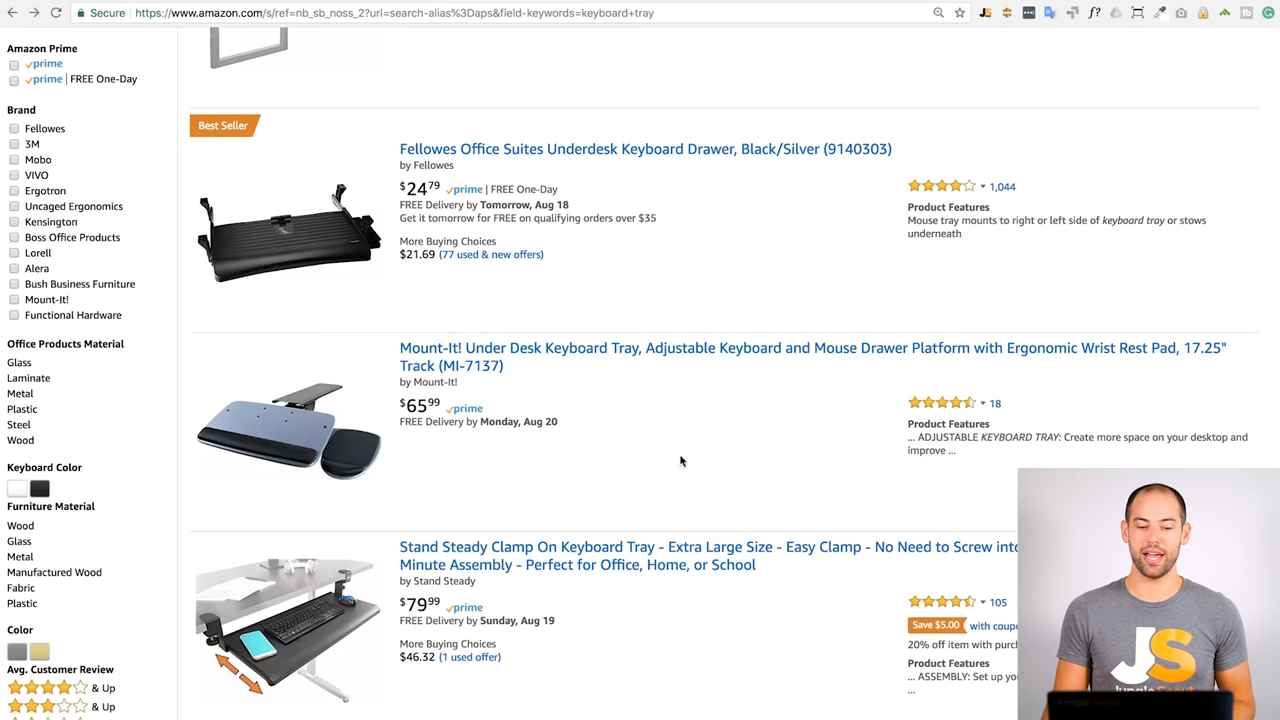 Secure
https://www.amazon.com/s/ref=nb_sb_noss_2?url=search-alias%3Daps&field-keywords=keyboard+tray
Amazon Prime
prime
prime | FREE One-Day
Brand
Fellowes
3M
Mobo
VIVO
Ergotron
Uncaged Ergonomics
Kensington
Boss Office Products
Lorell
Alera
Bush Business Furniture
Mount-It!
Functional Hardware
Office Products Material
Glass
Laminate
Metal
Plastic
Steel
Wood
Keyboard Color
Furniture Material
Wood
Glass
Metal
Manufactured Wood
Fabric
Plastic
Color
Avg. Customer Review
& Up
& Up
Best Seller
Fellowes Office Suites Underdesk Keyboard Drawer, Black/Silver (9140303)
by Fellowes
$24.79 prime | FREE One-Day
FREE Delivery by Tomorrow, Aug 18
Get it tomorrow for FREE on qualifying orders over $35
More Buying Choices
$21.69 (77 used & new offers)
1,044
Product Features
Mouse tray mounts to right or left side of keyboard tray or stows
underneath
Mount-It! Under Desk Keyboard Tray, Adjustable Keyboard and Mouse Drawer Platform with Ergonomic Wrist Rest Pad, 17.25"
Track (MI-7137)
by Mount-It!
$65.99 prime
FREE Delivery by Monday, Aug 20
18
Product Features
... ADJUSTABLE KEYBOARD TRAY: Create more space on your desktop and
improve ...
Stand Steady Clamp On Keyboard Tray - Extra Large Size - Easy Clamp - No Need to Screw into
Minute Assembly - Perfect for Office, Home, or School
by Stand Steady
$79.99 prime
FREE Delivery by Sunday, Aug 19
More Buying Choices
$46.32 (1 used offer)
105
Save $5.00 with coupo
20% off item with purch
Product Features
... ASSEMBLY: Set up yo
...
JS
Jungle Scout